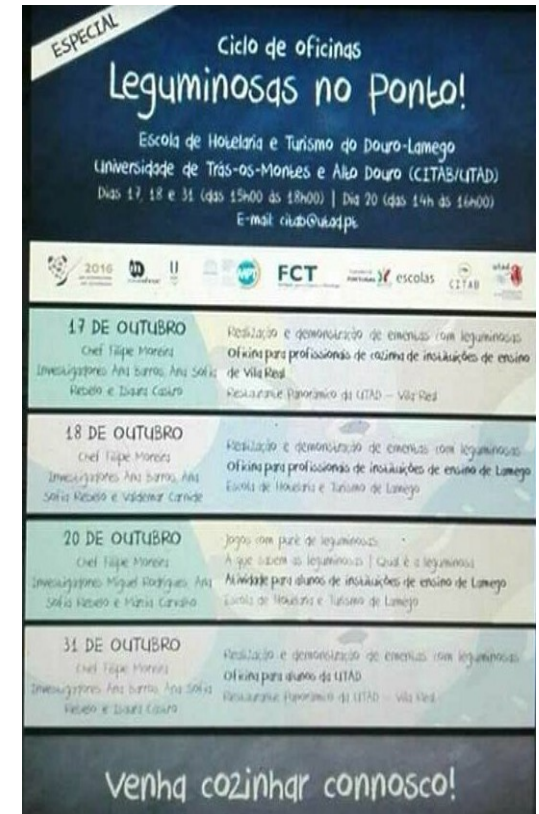 ESPECIAL
Ciclo de oficinas
Leguminosas no Ponto!
Escola de Hotelaria e Turismo do Douro-Lamego
Universidade de Trás-os-Montes e Alto Douro (CITAB/UTAD)
Dias 17, 18 e 31 (das 15h00 às 18h00) | Dia 20 (das 14h às 16h00)
E-mail: citab@utad.pt
2016 FCT escolas CITAB utad
17 DE OUTUBRO
Chef Filipe Moreira
Investigadores Ana Barros, Ana Sofia
Rebelo e Isaura Castro
Realização e demonstração de ementas com leguminosas
Oficina para profissionais de cozinha de instituições de ensino
de Vila Real
Restaurante Panorâmico da UTAD – Vila Real
18 DE OUTUBRO
Chef Filipe Moreira
Investigadores Ana Barros, Ana
Sofia Rebelo e Valdemar Carnide
Realização e demonstração de ementas com leguminosas
Oficina para profissionais de instituições de ensino de Lamego
Escola de Hotelaria e Turismo de Lamego
20 DE OUTUBRO
Chef Filipe Moreira
Investigadores Miguel Rodrigues, Ana
Sofia Rebelo e Márcia Carvalho
Jogos com puré de leguminosas:
A que sabem as leguminosas | Qual é a leguminosa
Atividade para alunos de instituições de ensino de Lamego
Escola de Hotelaria e Turismo de Lamego
31 DE OUTUBRO
Chef Filipe Moreira
Investigadores Ana Barros, Ana Sofia
Rebelo e Isaura Castro
Realização e demonstração de ementas com leguminosas
Oficina para alunos da UTAD
Restaurante Panorâmico da UTAD – Vila Real
Venha cozinhar connosco!